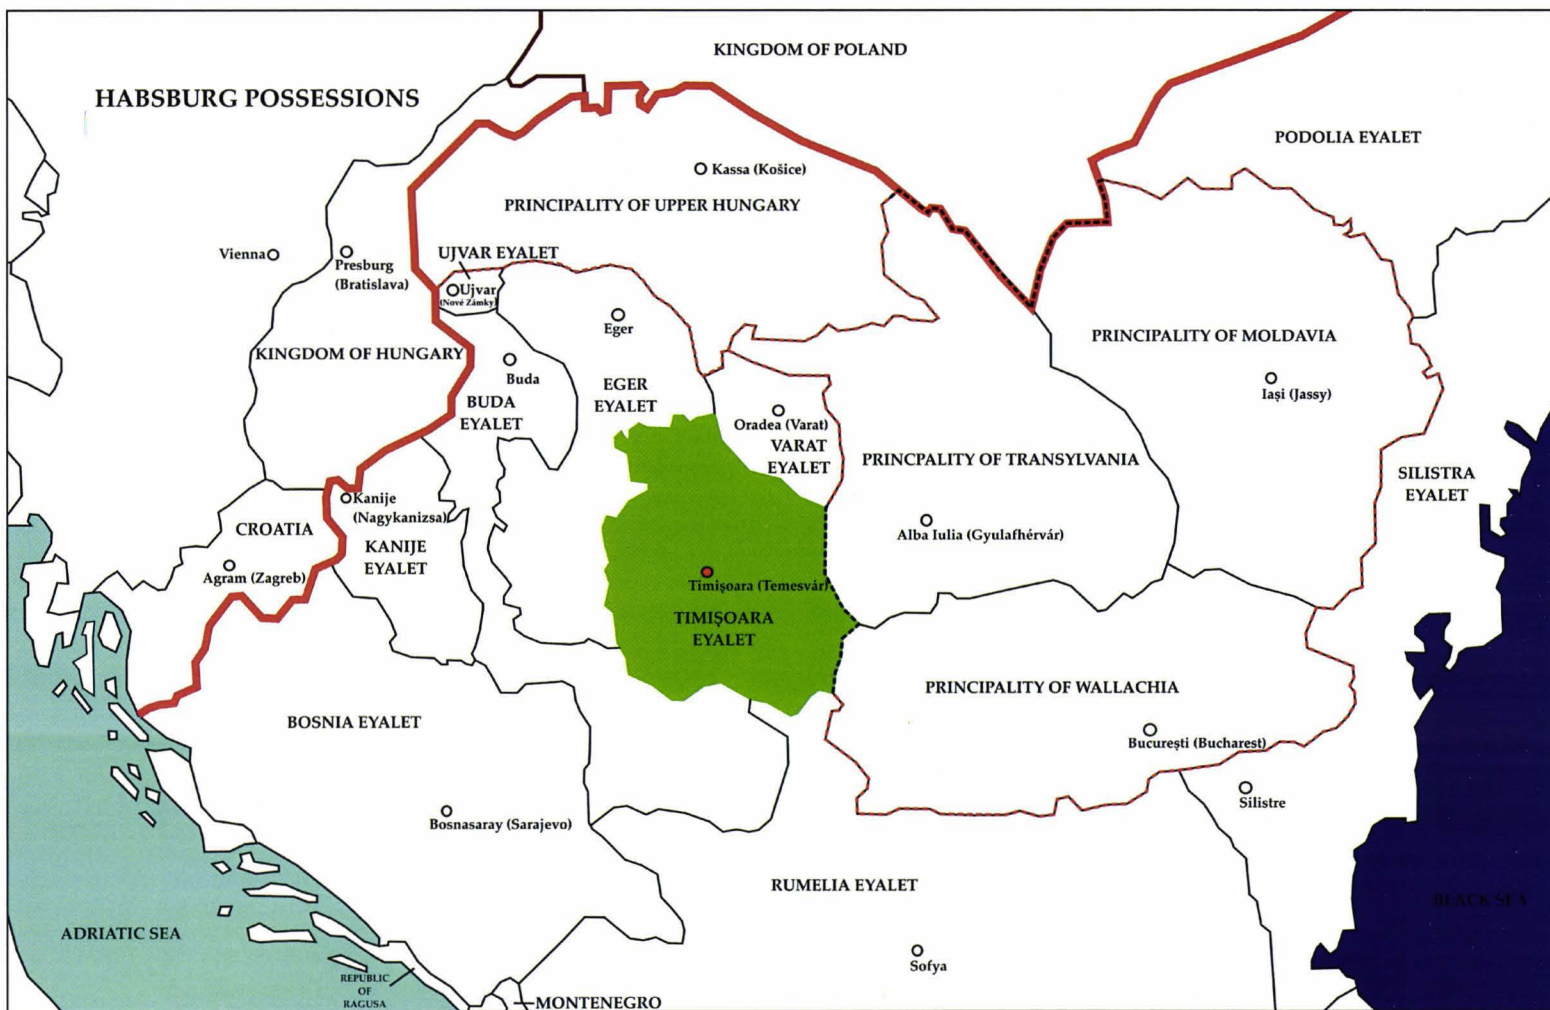 KINGDOM OF POLAND
HABSBURG POSSESSIONS
PODOLIA EYALET
Kassa (Košice)
PRINCIPALITY OF UPPER HUNGARY
Vienna
Presburg
(Bratislava)
UJVAR EYALET
Ujvar
(Nové Zámky)
Eger
PRINCIPALITY OF MOLDAVIA
KINGDOM OF HUNGARY
Buda
EGER
EYALET
Iași (Jassy)
BUDA
EYALET
Oradea (Varat)
VARAT
EYALET
PRINCPALITY OF TRANSYLVANIA
SILISTRA
EYALET
Kanije
(Nagykanizsa)
CROATIA
KANIJE
EYALET
Alba Iulia (Gyulafhérvár)
Agram (Zagreb)
Timișoara (Temesvár)
TIMIȘOARA
EYALET
PRINCIPALITY OF WALLACHIA
BOSNIA EYALET
București (Bucharest)
Silistre
Bosnasaray (Sarajevo)
RUMELIA EYALET
BLACK SEA
ADRIATIC SEA
Sofya
REPUBLIC
OF
RAGUSA
MONTENEGRO